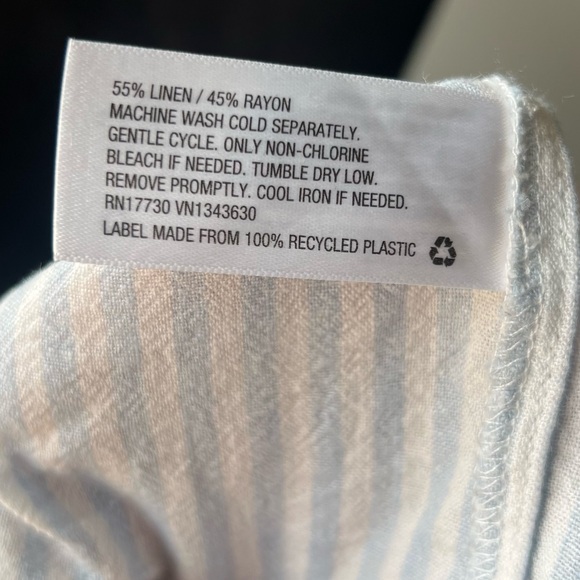 55% LINEN / 45% RAYON
MACHINE WASH COLD SEPARATELY.
GENTLE CYCLE. ONLY NON-CHLORINE
BLEACH IF NEEDED. TUMBLE DRY LOW.
REMOVE PROMPTLY. COOL IRON IF NEEDED.
RN17730 VN1343630
LABEL MADE FROM 100% RECYCLED PLASTIC